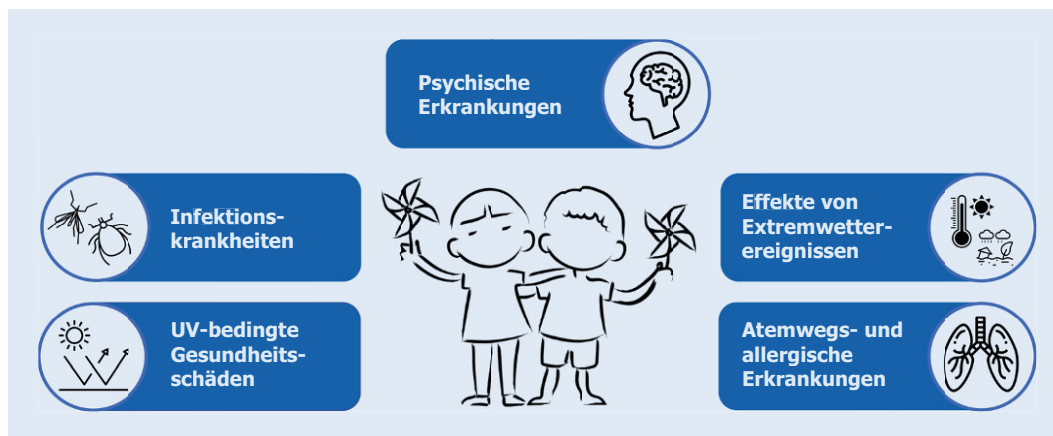 Psychische
Erkrankungen
Infektions-
krankheiten
Effekte von
Extremwetter-
ereignissen
UV-bedingte
Gesundheits-
schäden
Atemwegs- und
allergische
Erkrankungen